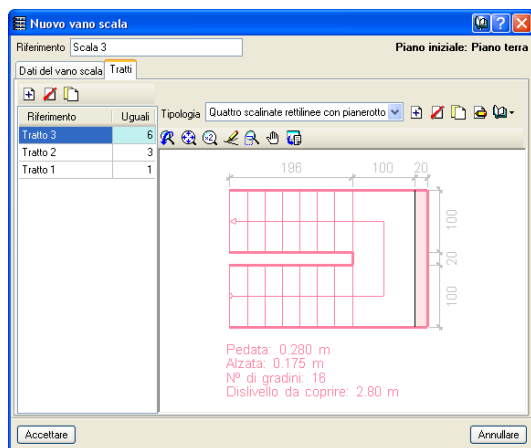 Nuovo vano scala
Riferimento Scala 3 Piano iniziale: Piano terra
Dati del vano scala Tratti
Riferimento Uguali
Tratto 3 6
Tratto 2 3
Tratto 1 1
Tipologia Quattro scalinate rettilinee con pianerotto
196 100 20
100
20
100
Pedata: 0.280 m
Alzata: 0.175 m
Nº di gradini: 16
Dislivello da coprire: 2.80 m
Accettare Annullare